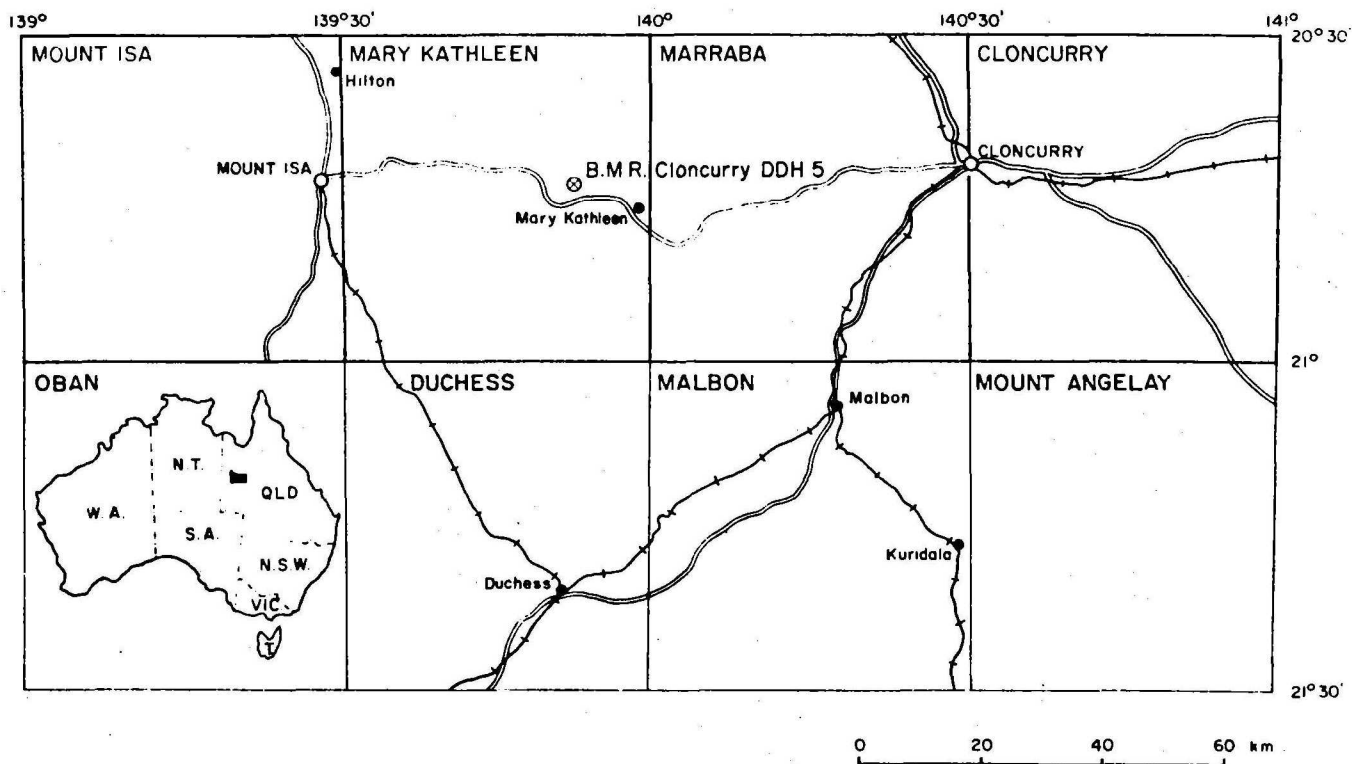 139°
139°30'
140°
140°30'
141°
20°30'
MOUNT ISA
MARY KATHLEEN
MARRABA
CLONCURRY
Hilton
MOUNT ISA
B.M.R. Cloncurry DDH 5
CLONCURRY
Mary Kathleen
21°
OBAN
DUCHESS
MALBON
MOUNT ANGELAY
Malbon
N.T.
QLD
W.A.
S.A.
N.S.W.
VIC.
T.
Kuridala
Duchess
21°30'
0 20 40 60 km